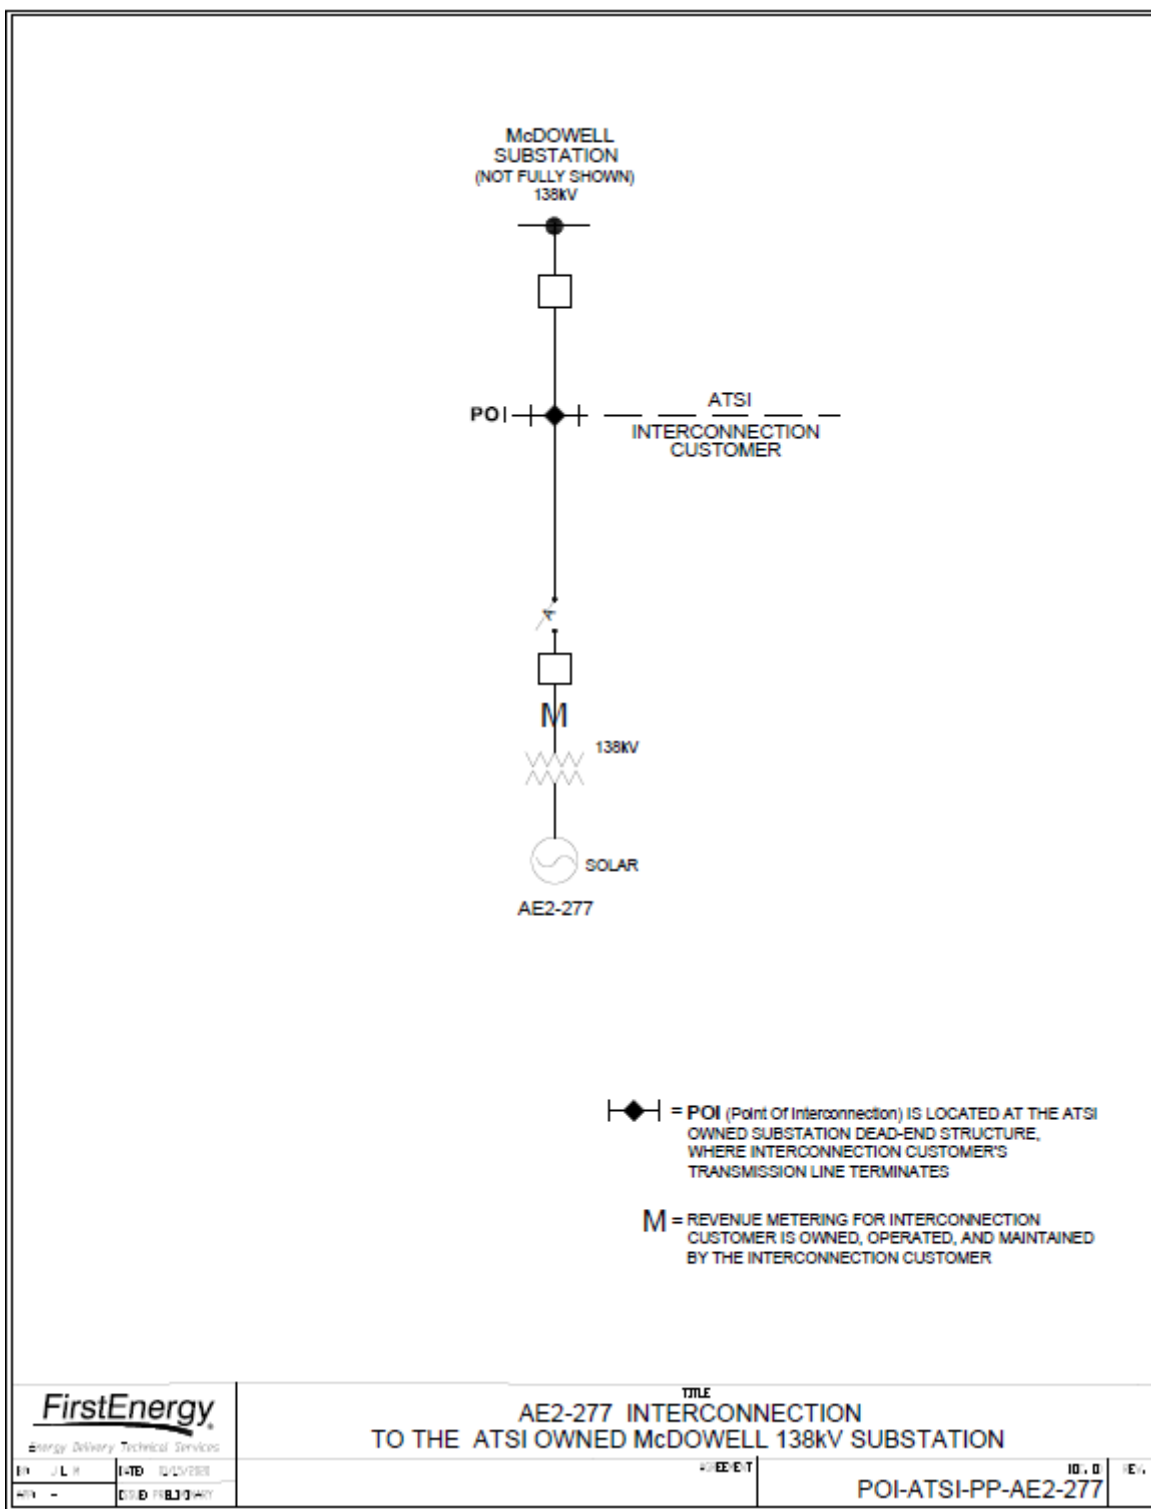 McDOWELL
SUBSTATION
(NOT FULLY SHOWN)
138kV
POI
ATSI
INTERCONNECTION
CUSTOMER
M
138kV
SOLAR
AE2-277
= POI (Point Of Interconnection) IS LOCATED AT THE ATSI
OWNED SUBSTATION DEAD-END STRUCTURE,
WHERE INTERCONNECTION CUSTOMER'S
TRANSMISSION LINE TERMINATES
M = REVENUE METERING FOR INTERCONNECTION
CUSTOMER IS OWNED, OPERATED, AND MAINTAINED
BY THE INTERCONNECTION CUSTOMER
FirstEnergy
Energy Delivery Technical Services
TITLE
AE2-277 INTERCONNECTION
TO THE ATSI OWNED McDOWELL 138kV SUBSTATION
AGREEMENT
POI-ATSI-PP-AE2-277
REV.